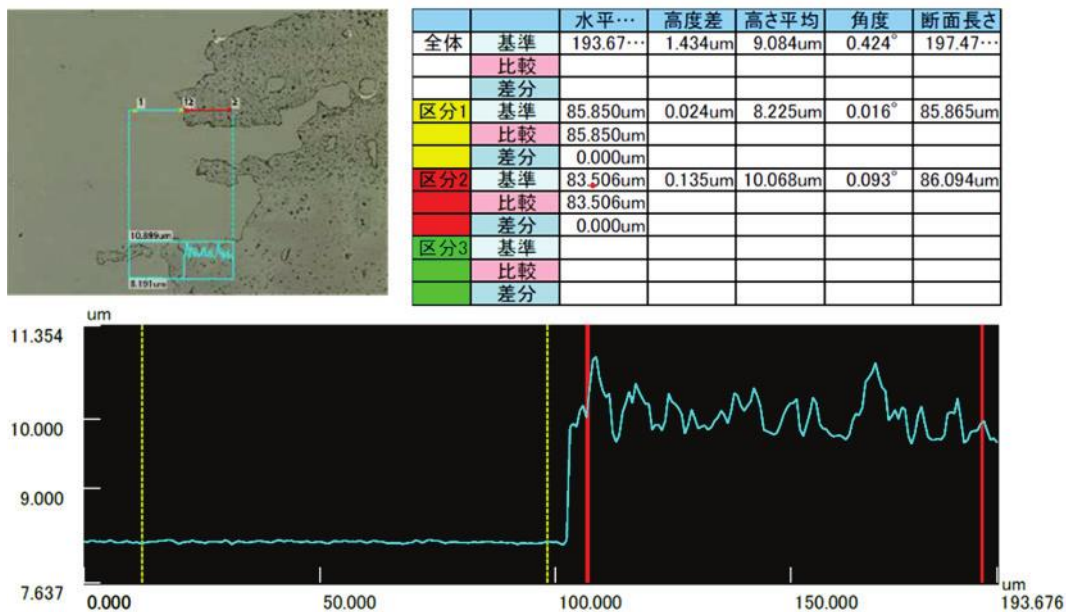 1 12 2
10.899um
8.191um
水平… 高度差 高さ平均 角度 断面長さ
全体 基準 193.67… 1.434um 9.084um 0.424° 197.47…
比較
差分
区分1 基準 85.850um 0.024um 8.225um 0.016° 85.865um
比較 85.850um
差分 0.000um
区分2 基準 83.506um 0.135um 10.068um 0.093° 86.094um
比較 83.506um
差分 0.000um
区分3 基準
比較
差分
um
11.354
10.000
9.000
7.637
0.000 50.000 100.000 150.000 193.676
um